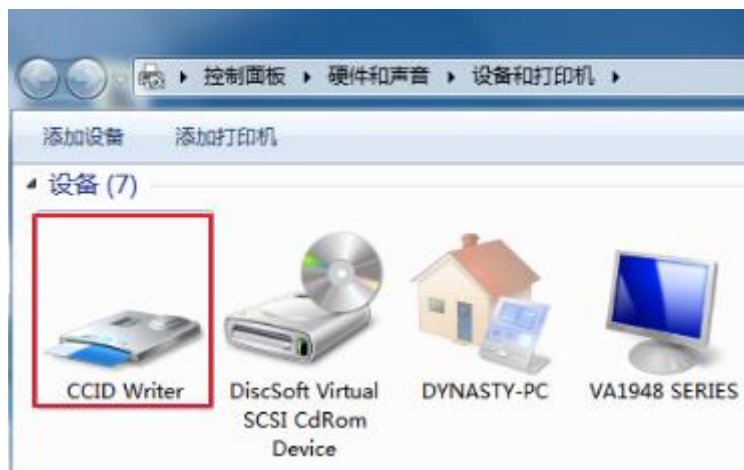 控制面板 ▸ 硬件和声音 ▸ 设备和打印机 ▸
添加设备 添加打印机
设备 (7)
CCID Writer
DiscSoft Virtual
SCSI CdRom
Device
DYNASTY-PC
VA1948 SERIES